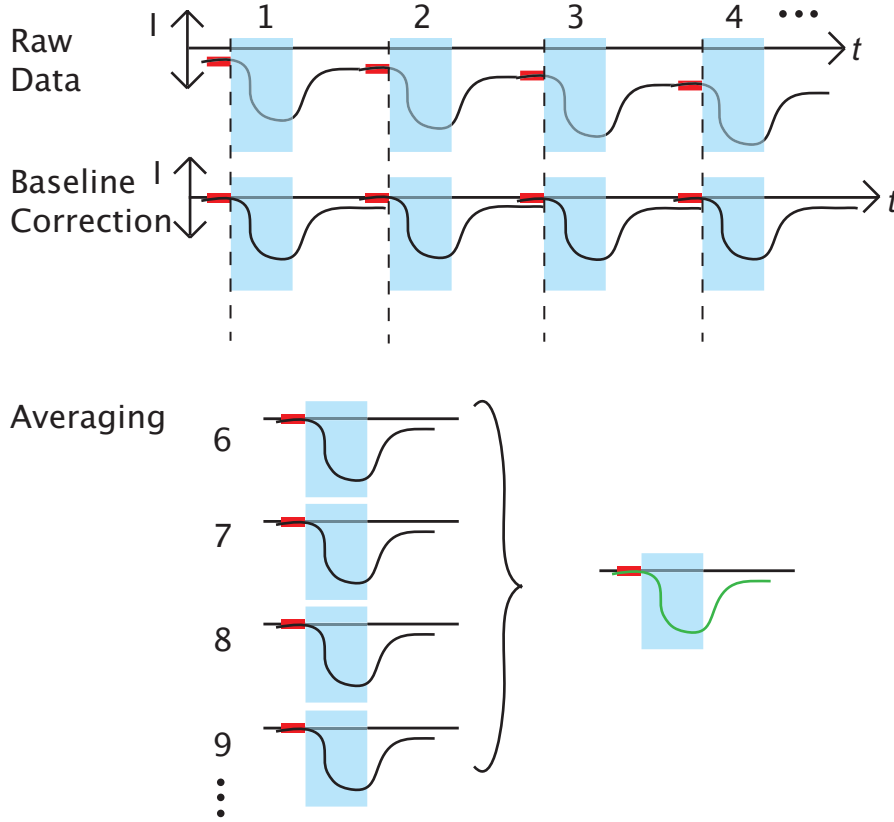 1 2 3 4 •••
I
Raw
Data
t
I
Baseline
Correction
t
Averaging
6
7
8
9